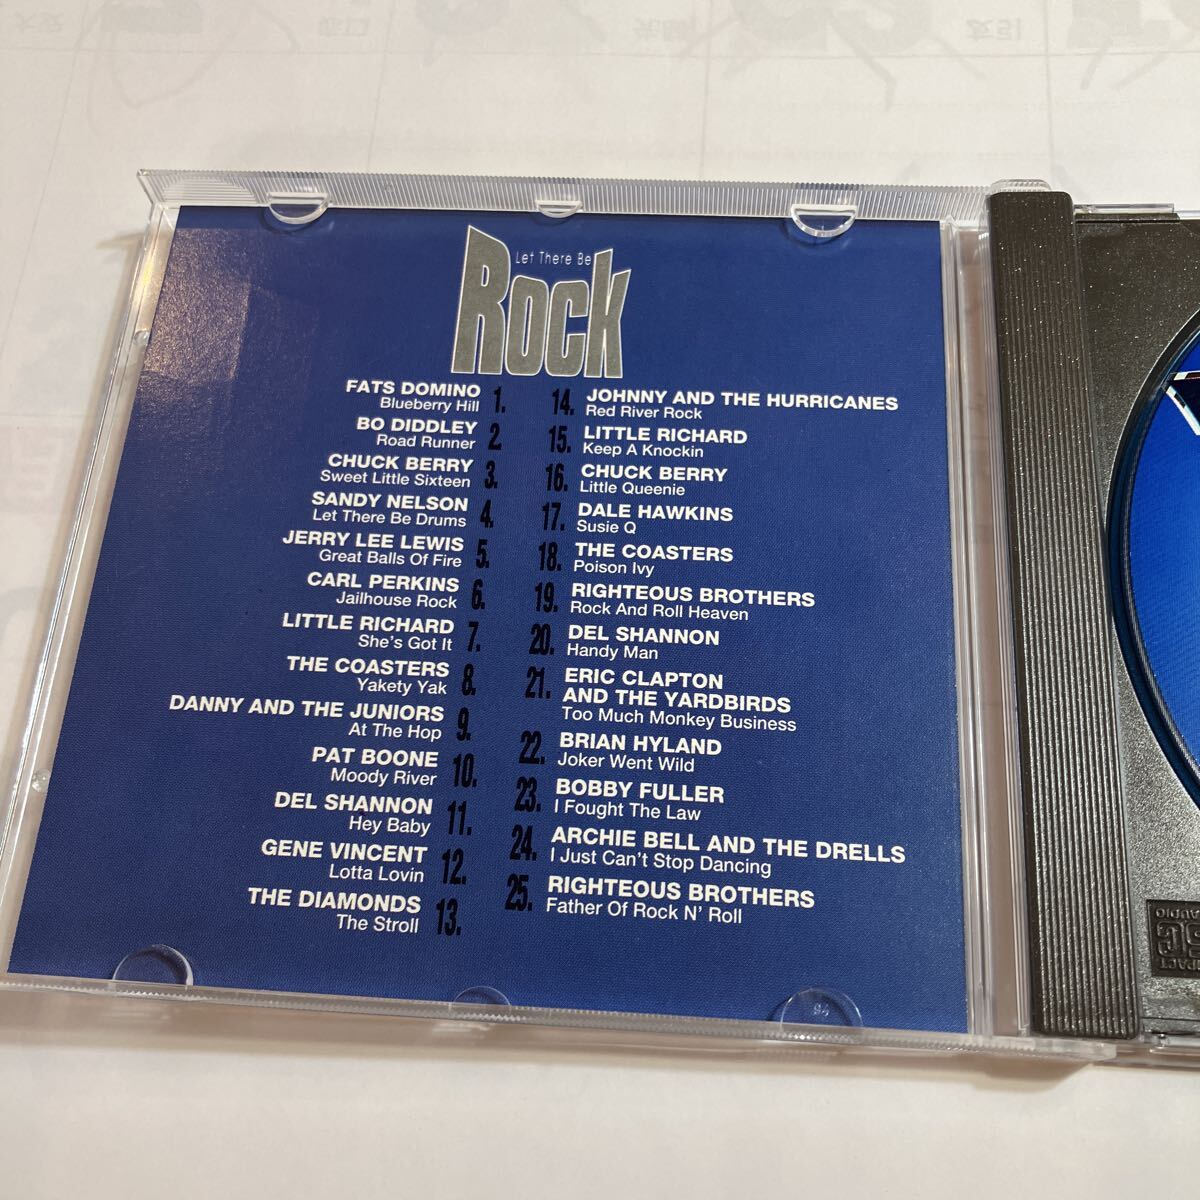 Let There Be
Rock
FATS DOMINO 1.
Blueberry Hill
BO DIDDLEY 2.
Road Runner
CHUCK BERRY 3.
Sweet Little Sixteen
SANDY NELSON 4.
Let There Be Drums
JERRY LEE LEWIS 5.
Great Balls Of Fire
CARL PERKINS 6.
Jailhouse Rock
LITTLE RICHARD 7.
She's Got It
THE COASTERS 8.
Yakety Yak
DANNY AND THE JUNIORS 9.
At The Hop
PAT BOONE 10.
Moody River
DEL SHANNON 11.
Hey Baby
GENE VINCENT 12.
Lotta Lovin
THE DIAMONDS 13.
The Stroll
14. JOHNNY AND THE HURRICANES
Red River Rock
15. LITTLE RICHARD
Keep A Knockin
16. CHUCK BERRY
Little Queenie
17. DALE HAWKINS
Susie Q
18. THE COASTERS
Poison Ivy
19. RIGHTEOUS BROTHERS
Rock And Roll Heaven
20. DEL SHANNON
Handy Man
21. ERIC CLAPTON
AND THE YARDBIRDS
Too Much Monkey Business
22. BRIAN HYLAND
Joker Went Wild
23. BOBBY FULLER
I Fought The Law
24. ARCHIE BELL AND THE DRELLS
I Just Can't Stop Dancing
25. RIGHTEOUS BROTHERS
Father Of Rock N' Roll